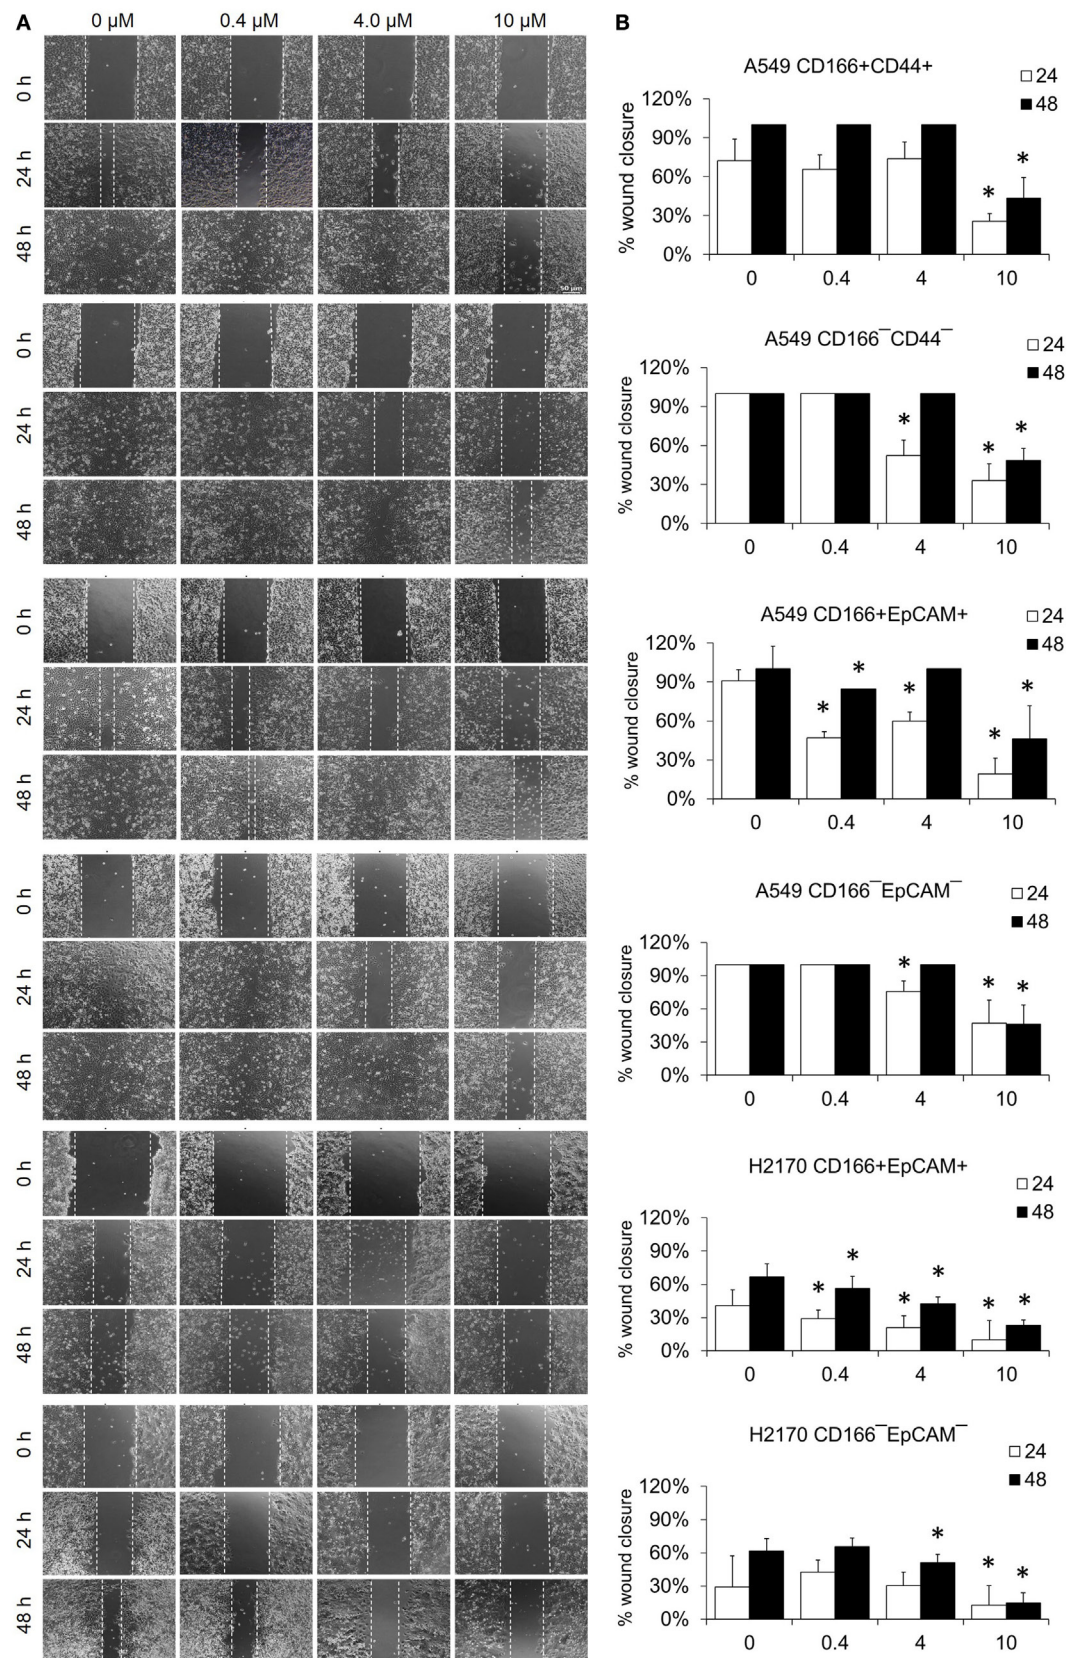 A
0 µM 0.4 µM 4.0 µM 10 µM
0 h
24 h
48 h
50 µm
0 h
24 h
48 h
0 h
24 h
48 h
0 h
24 h
48 h
0 h
24 h
48 h
0 h
24 h
48 h
B
A549 CD166+CD44+
24
48
% wound closure
120%
90%
60%
30%
0%
* *
0 0.4 4 10
A549 CD166¯CD44¯
24
48
% wound closure
120%
90%
60%
30%
0%
* * *
0 0.4 4 10
A549 CD166+EpCAM+
24
48
% wound closure
120%
90%
60%
30%
0%
* * * * *
0 0.4 4 10
A549 CD166¯EpCAM¯
24
48
% wound closure
120%
90%
60%
30%
0%
* * *
0 0.4 4 10
H2170 CD166+EpCAM+
24
48
% wound closure
120%
90%
60%
30%
0%
* * * * * *
0 0.4 4 10
H2170 CD166¯EpCAM¯
24
48
% wound closure
120%
90%
60%
30%
0%
* * *
0 0.4 4 10